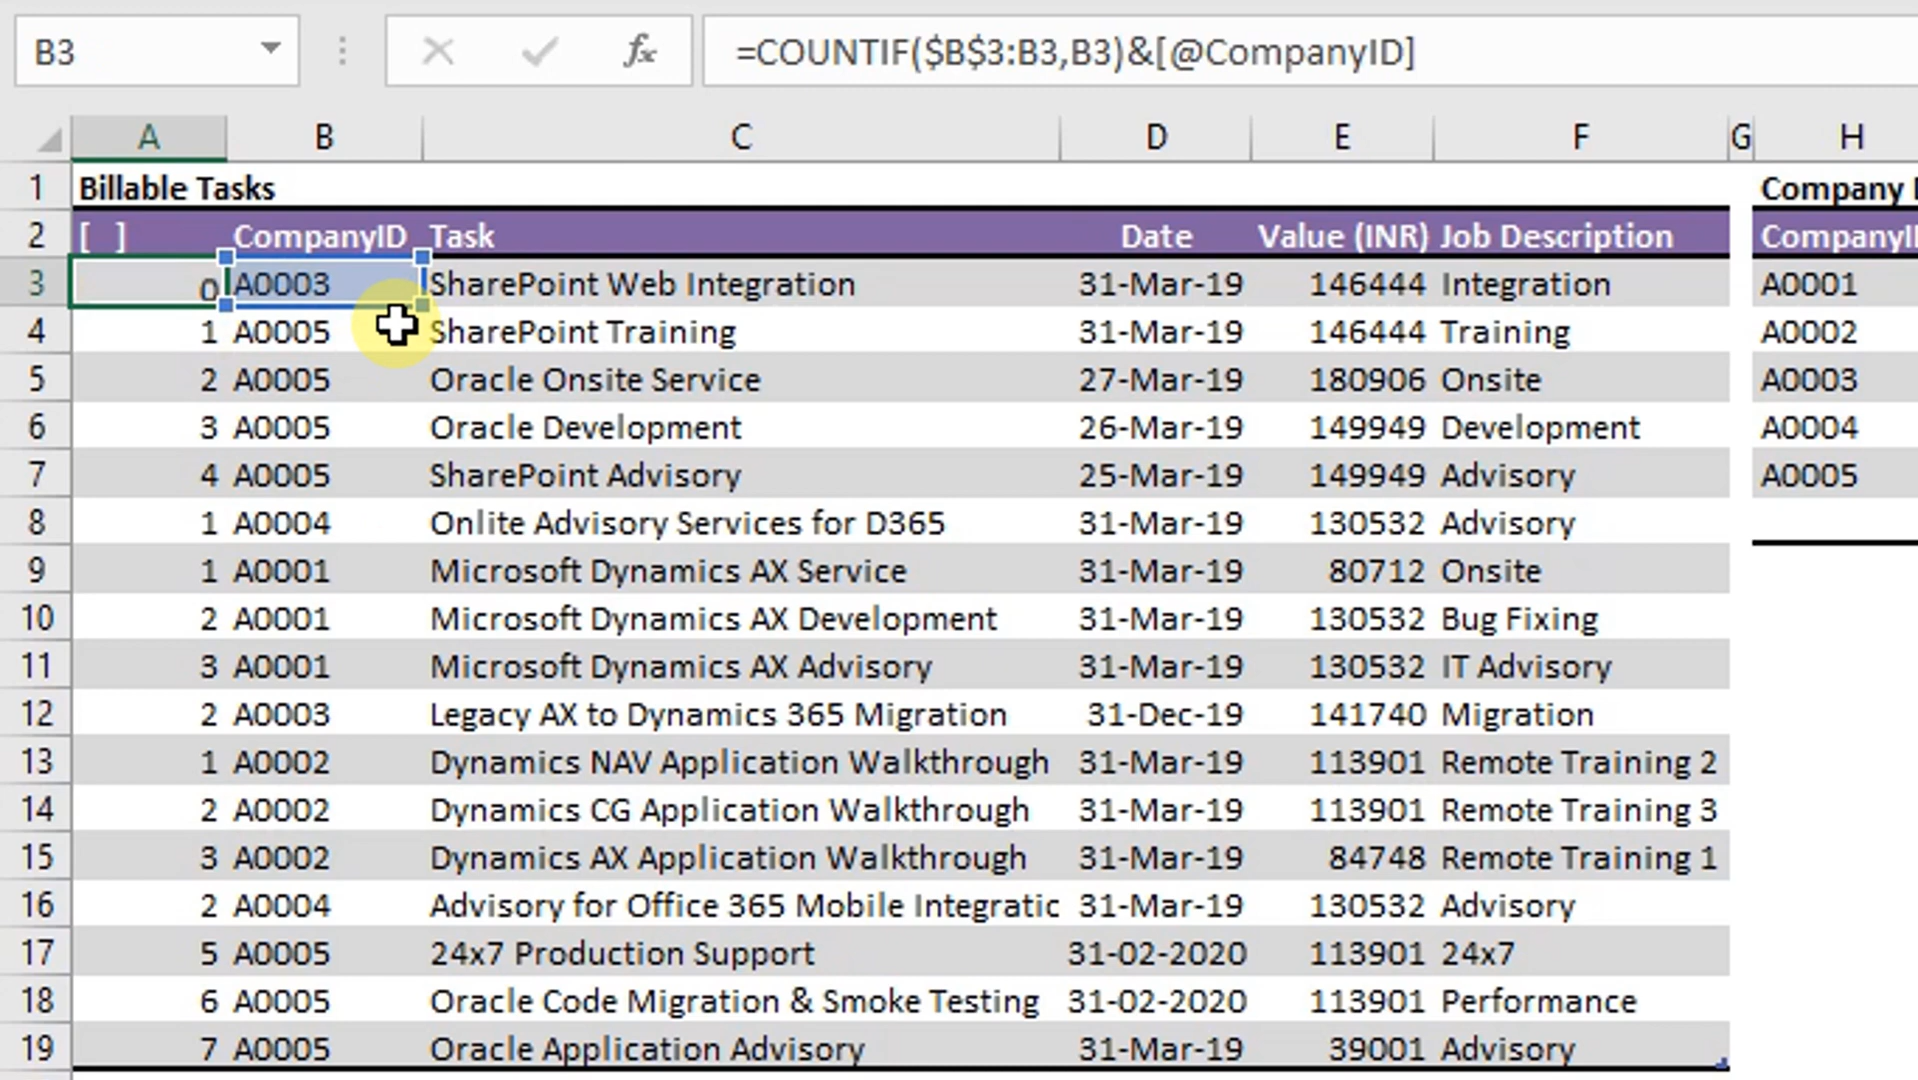 B3 fx =COUNTIF($B$3:B3,B3)&[@CompanyID]
A B C D E F G H
1 Billable Tasks Company
2 [ ] CompanyID Task Date Value (INR) Job Description CompanyI
3 0 A0003 SharePoint Web Integration 31-Mar-19 146444 Integration A0001
4 1 A0005 SharePoint Training 31-Mar-19 146444 Training A0002
5 2 A0005 Oracle Onsite Service 27-Mar-19 180906 Onsite A0003
6 3 A0005 Oracle Development 26-Mar-19 149949 Development A0004
7 4 A0005 SharePoint Advisory 25-Mar-19 149949 Advisory A0005
8 1 A0004 Onlite Advisory Services for D365 31-Mar-19 130532 Advisory
9 1 A0001 Microsoft Dynamics AX Service 31-Mar-19 80712 Onsite
10 2 A0001 Microsoft Dynamics AX Development 31-Mar-19 130532 Bug Fixing
11 3 A0001 Microsoft Dynamics AX Advisory 31-Mar-19 130532 IT Advisory
12 2 A0003 Legacy AX to Dynamics 365 Migration 31-Dec-19 141740 Migration
13 1 A0002 Dynamics NAV Application Walkthrough 31-Mar-19 113901 Remote Training 2
14 2 A0002 Dynamics CG Application Walkthrough 31-Mar-19 113901 Remote Training 3
15 3 A0002 Dynamics AX Application Walkthrough 31-Mar-19 84748 Remote Training 1
16 2 A0004 Advisory for Office 365 Mobile Integratic 31-Mar-19 130532 Advisory
17 5 A0005 24x7 Production Support 31-02-2020 113901 24x7
18 6 A0005 Oracle Code Migration & Smoke Testing 31-02-2020 113901 Performance
19 7 A0005 Oracle Application Advisory 31-Mar-19 39001 Advisory